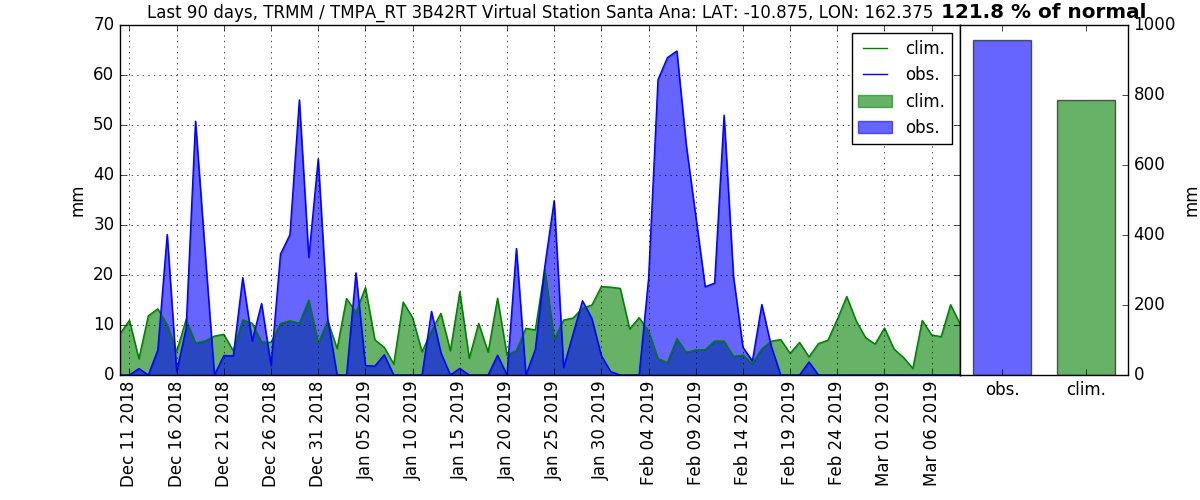 Last 90 days, TRMM / TMPA_RT 3B42RT Virtual Station Santa Ana: LAT: -10.875, LON: 162.375 121.8 % of normal
70
60
50
40
30
20
10
0
mm
clim.
obs.
clim.
obs.
Dec 11 2018
Dec 16 2018
Dec 21 2018
Dec 26 2018
Dec 31 2018
Jan 05 2019
Jan 10 2019
Jan 15 2019
Jan 20 2019
Jan 25 2019
Jan 30 2019
Feb 04 2019
Feb 09 2019
Feb 14 2019
Feb 19 2019
Feb 24 2019
Mar 01 2019
Mar 06 2019
1000
800
600
400
200
0
mm
obs. clim.